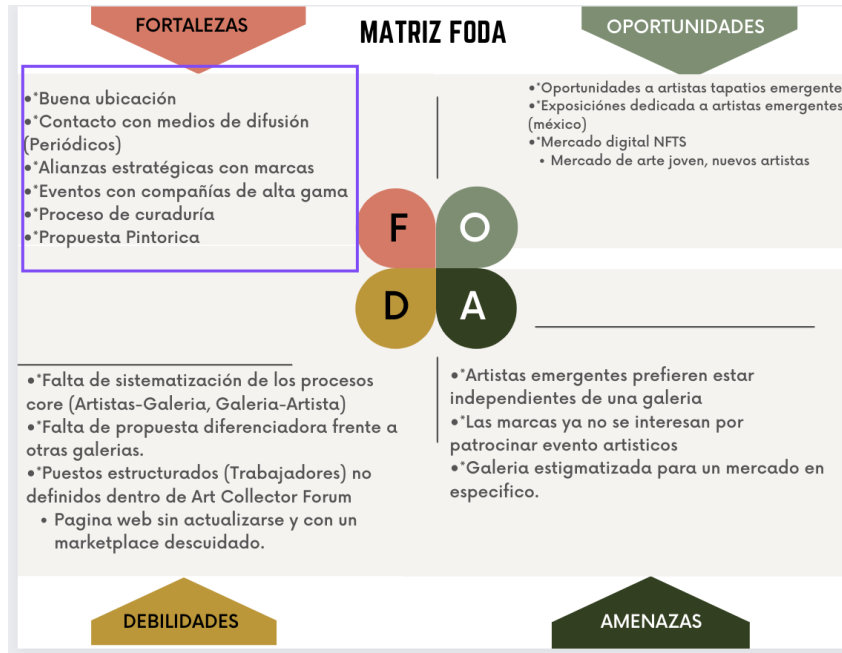 FORTALEZAS
MATRIZ FODA
OPORTUNIDADES
•*Buena ubicación
•*Contacto con medios de difusión
(Periódicos)
•*Alianzas estratégicas con marcas
•*Eventos con compañías de alta gama
•*Proceso de curaduría
•*Propuesta Pintorica
•*Oportunidades a artistas tapatios emergente
•*Exposiciónes dedicada a artistas emergentes
(méxico)
•*Mercado digital NFTS
• Mercado de arte joven, nuevos artistas
F
O
D
A
•*Falta de sistematización de los procesos
core (Artistas-Galeria, Galeria-Artista)
•*Falta de propuesta diferenciadora frente a
otras galerias.
•*Puestos estructurados (Trabajadores) no
definidos dentro de Art Collector Forum
• Pagina web sin actualizarse y con un
marketplace descuidado.
•*Artistas emergentes prefieren estar
independientes de una galeria
•*Las marcas ya no se interesan por
patrocinar evento artisticos
•*Galeria estigmatizada para un mercado en
especifico.
DEBILIDADES
AMENAZAS